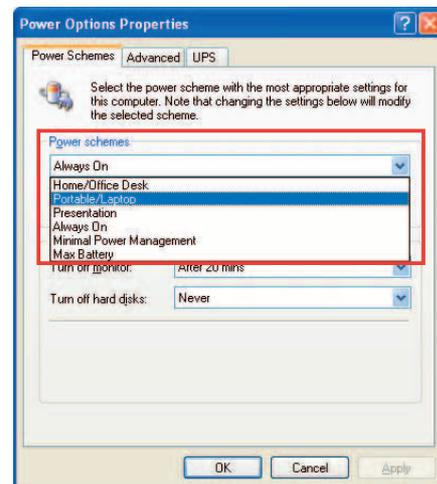 Power Options Properties
Power Schemes Advanced UPS
Select the power scheme with the most appropriate settings for
this computer. Note that changing the settings below will modify
the selected scheme.
Power schemes
Always On
Home/Office Desk
Portable/Laptop
Presentation
Always On
Minimal Power Management
Max Battery
Turn off monitor: After 20 mins
Turn off hard disks: Never
OK Cancel Apply